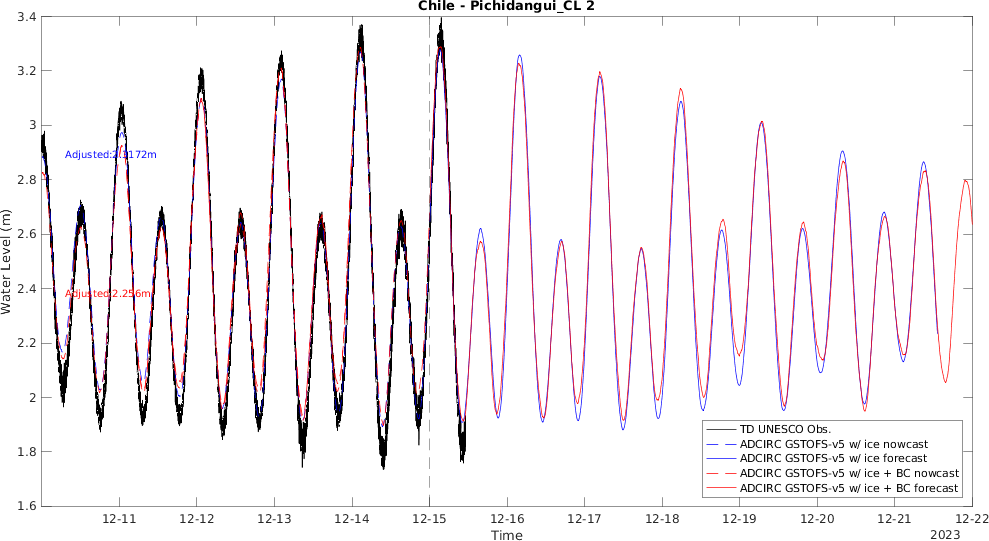 Chile - Pichidangui_CL 2
3.4
3.2
3
2.8
2.6
2.4
2.2
2
1.8
1.6
Water Level (m)
Adjusted:2.1172m
Adjusted:2.256m
TD UNESCO Obs.
ADCIRC GSTOFS-v5 w/ ice nowcast
ADCIRC GSTOFS-v5 w/ ice forecast
ADCIRC GSTOFS-v5 w/ ice + BC nowcast
ADCIRC GSTOFS-v5 w/ ice + BC forecast
12-11 12-12 12-13 12-14 12-15 12-16 12-17 12-18 12-19 12-20 12-21 12-22
Time
2023